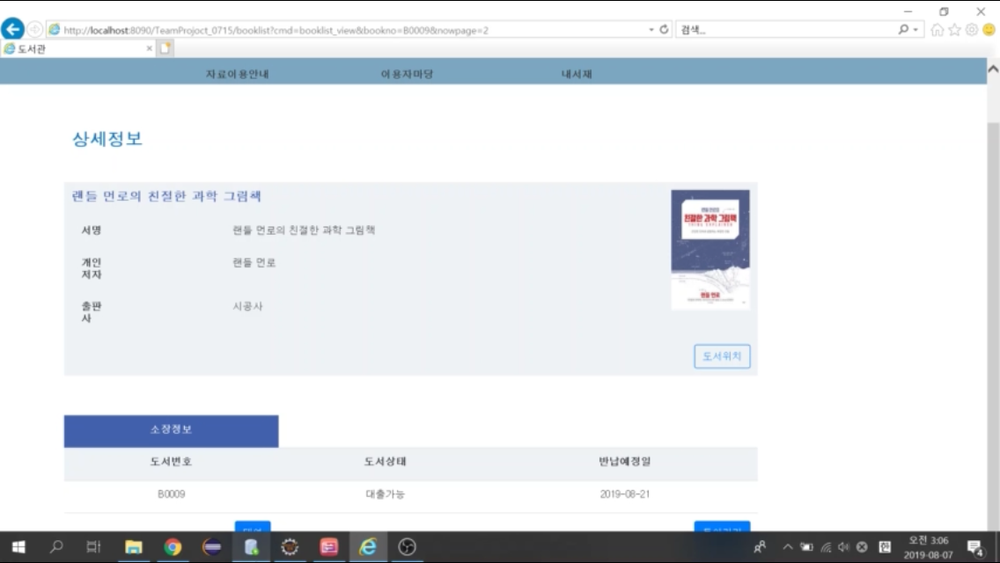 http://localhost:8090/TeamProjoct_0715/booklist?cmd=booklist_view&bookno=B0009&nowpage=2
검색...
도서관
자료이용안내 이용자마당 내서재
상세정보
랜들 먼로의 친절한 과학 그림책
서명 랜들 먼로의 친절한 과학 그림책
개인
저자
랜들 먼로
출판
사
시공사
친절한 과학 그림책
THING EXPLAINER
랜들 먼로
도서위치
소장정보
도서번호 도서상태 반납예정일
B0009 대출가능 2019-08-21
오전 3:06
2019-08-07